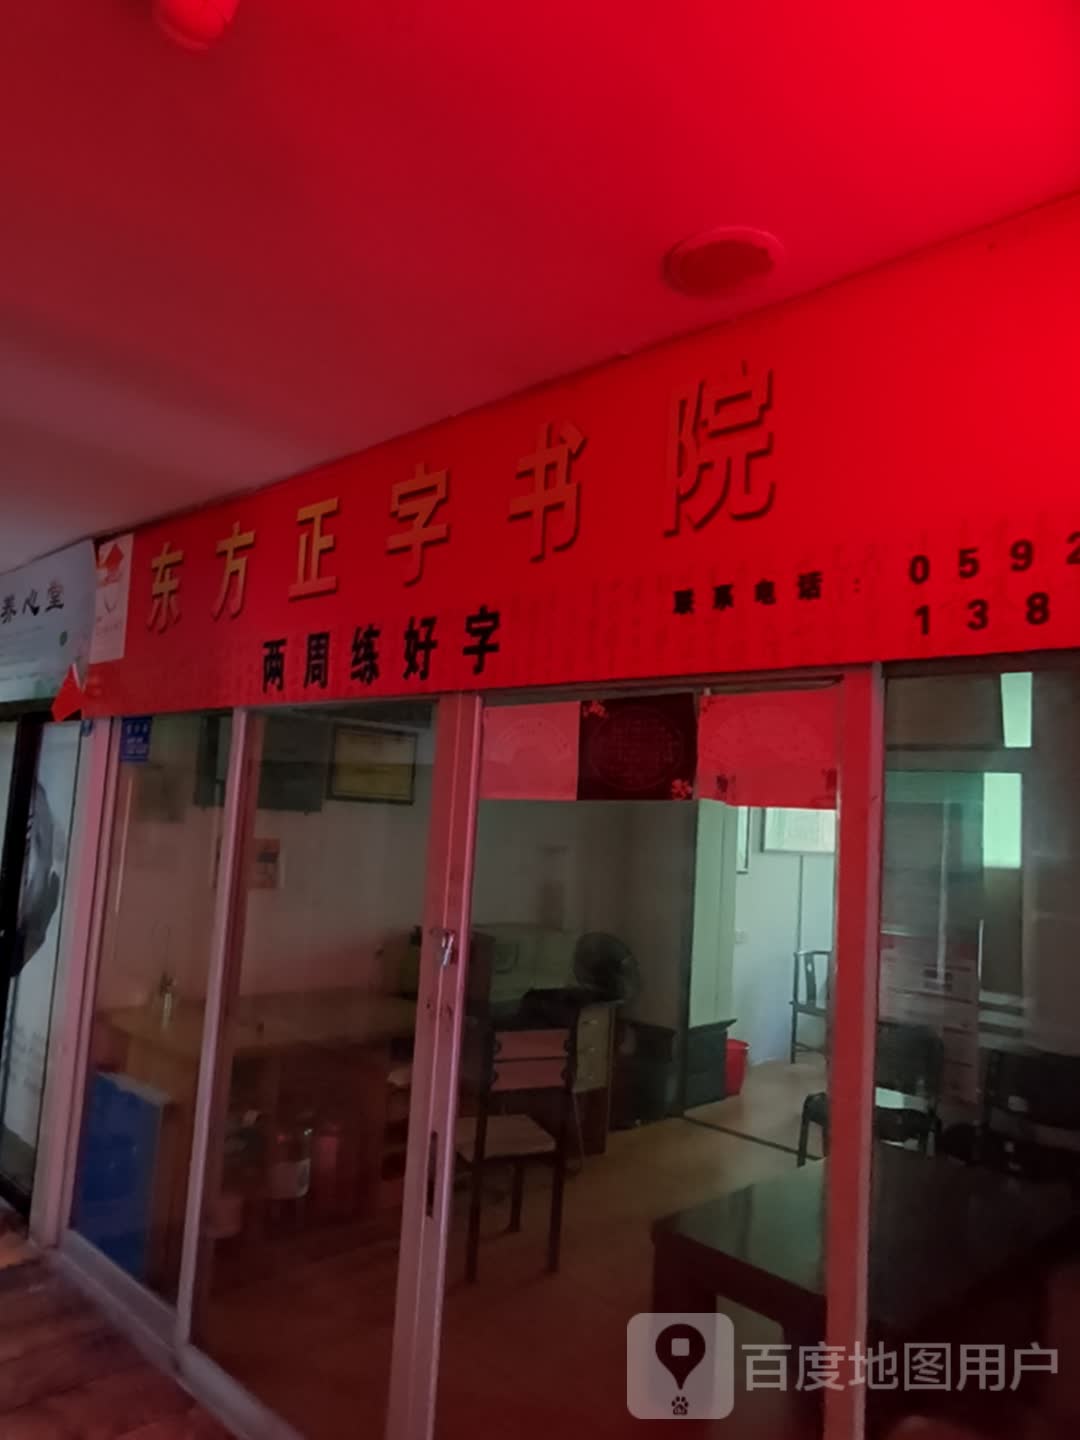 东方正字书院
两周练好字
联系电话： 0592
138
养心堂
百度地图用户